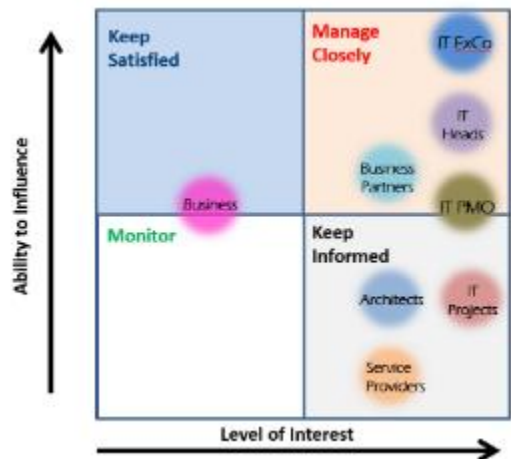 Keep
Satisfied
Manage
Closely
IT ExCo
IT
Heads
Business
Partners
Business
IT PMO
Monitor
Keep
Informed
Architects
IT
Projects
Service
Providers
Ability to Influence
Level of Interest